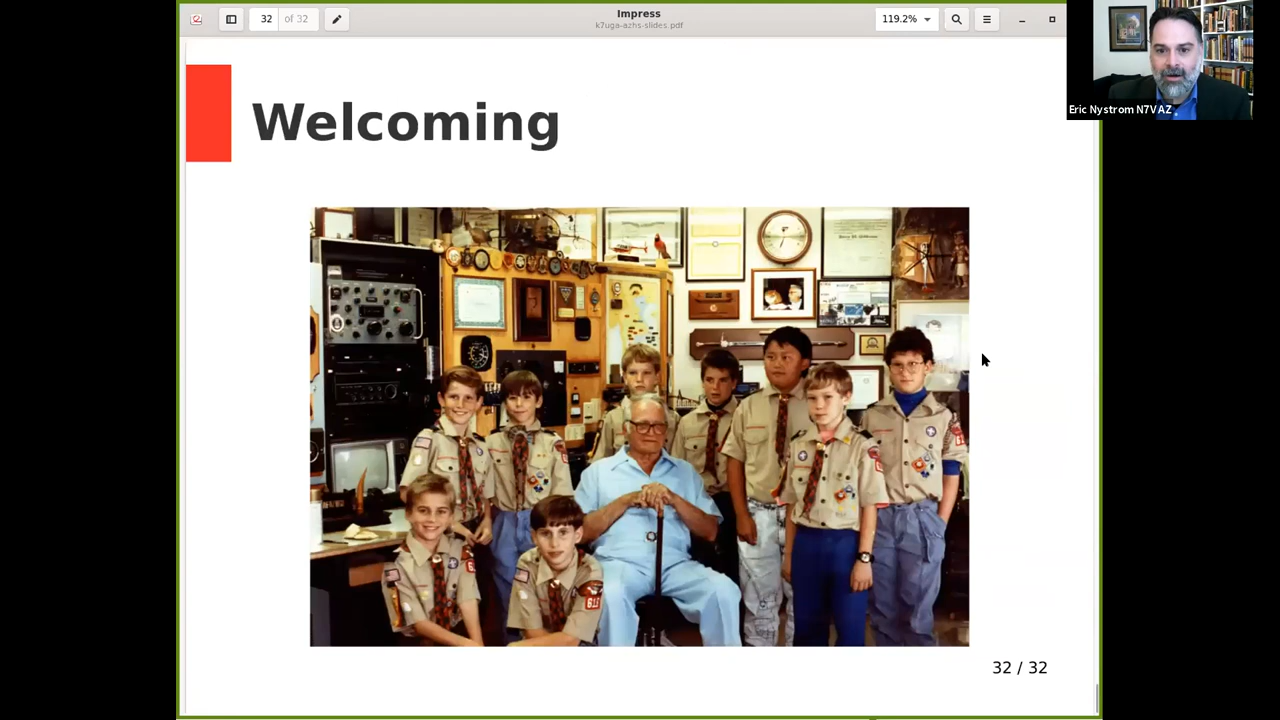 32 of 32
Impress
k7uga-azhs-slides.pdf
119.2%
Eric Nystrom N7VAZ
Welcoming
32 / 32